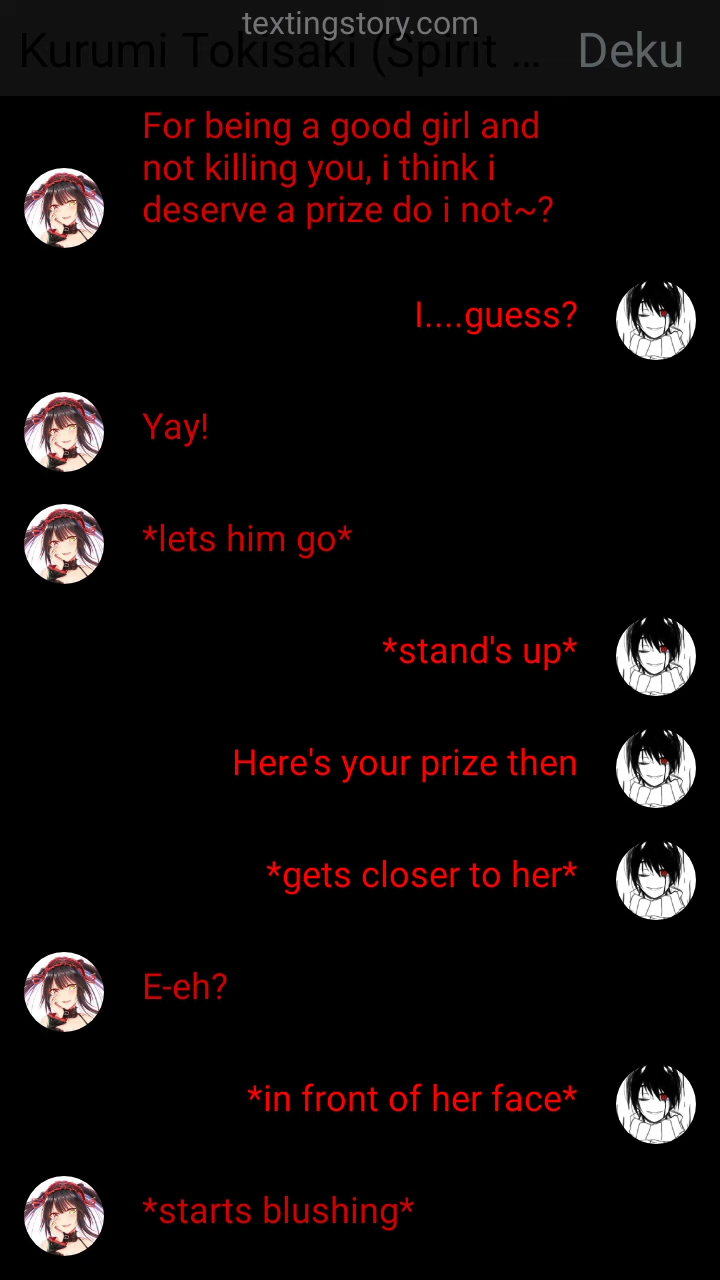 textingstory.com
Kurumi Tokisaki (Spirit ... Deku
For being a good girl and
not killing you, i think i
deserve a prize do i not~?
I....guess?
Yay!
*lets him go*
*stand's up*
Here's your prize then
*gets closer to her*
E-eh?
*in front of her face*
*starts blushing*